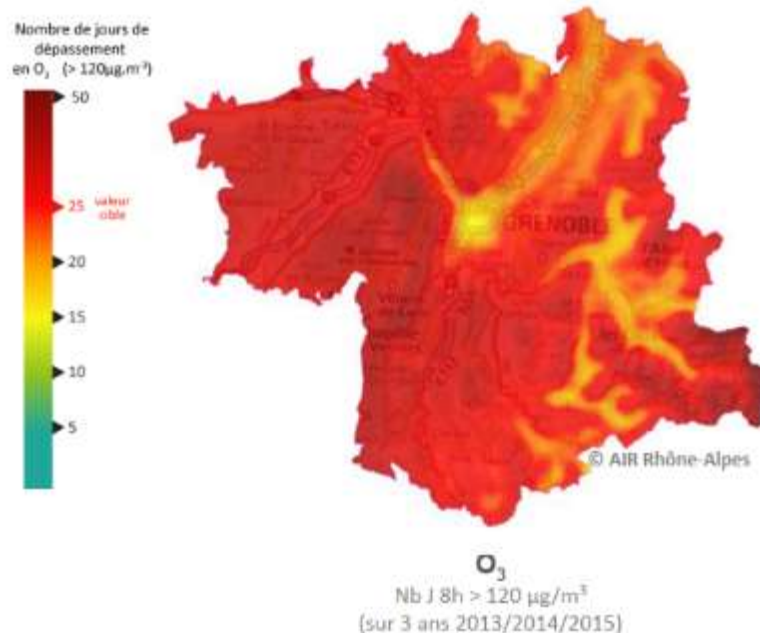 Nombre de jours de
dépassement
en O₃ (> 120µg.m³)
50
25 valeur
cible
20
15
10
5
GRENOBLE
© AIR Rhône-Alpes
O₃
Nb J 8h > 120 µg/m³
(sur 3 ans 2013/2014/2015)